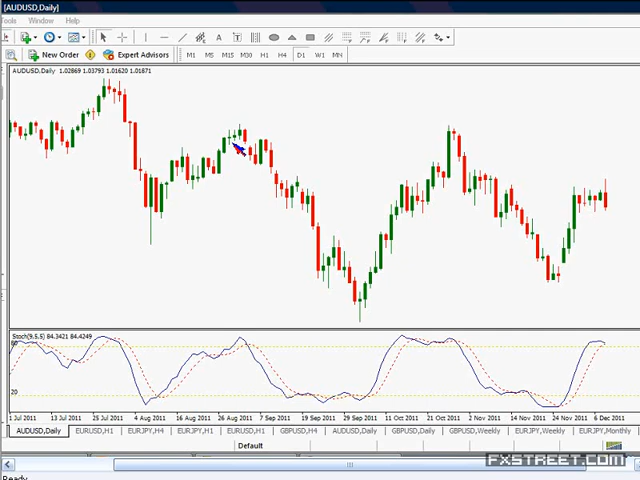 [AUDUSD,Daily]
Tools Window Help
A T
New Order Expert Advisors M1 M5 M15 M30 H1 H4 D1 W1 MN
AUDUSD,Daily 1.02869 1.03793 1.01620 1.01871
Stoch(9,5,5) 84.3421 84.4249
80
20
1 Jul 2011 13 Jul 2011 25 Jul 2011 4 Aug 2011 16 Aug 2011 26 Aug 2011 7 Sep 2011 19 Sep 2011 29 Sep 2011 11 Oct 2011 21 Oct 2011 2 Nov 2011 14 Nov 2011 24 Nov 2011 6 Dec 2011
AUDUSD,Daily EURUSD,H1 EURJPY,H4 EURJPY,H1 EURUSD,H1 GBPUSD,H4 AUDUSD,Daily GBPUSD,Daily GBPUSD,Weekly EURJPY,Weekly EURJPY,Monthly
Default
FXSTREET.COM
Ready